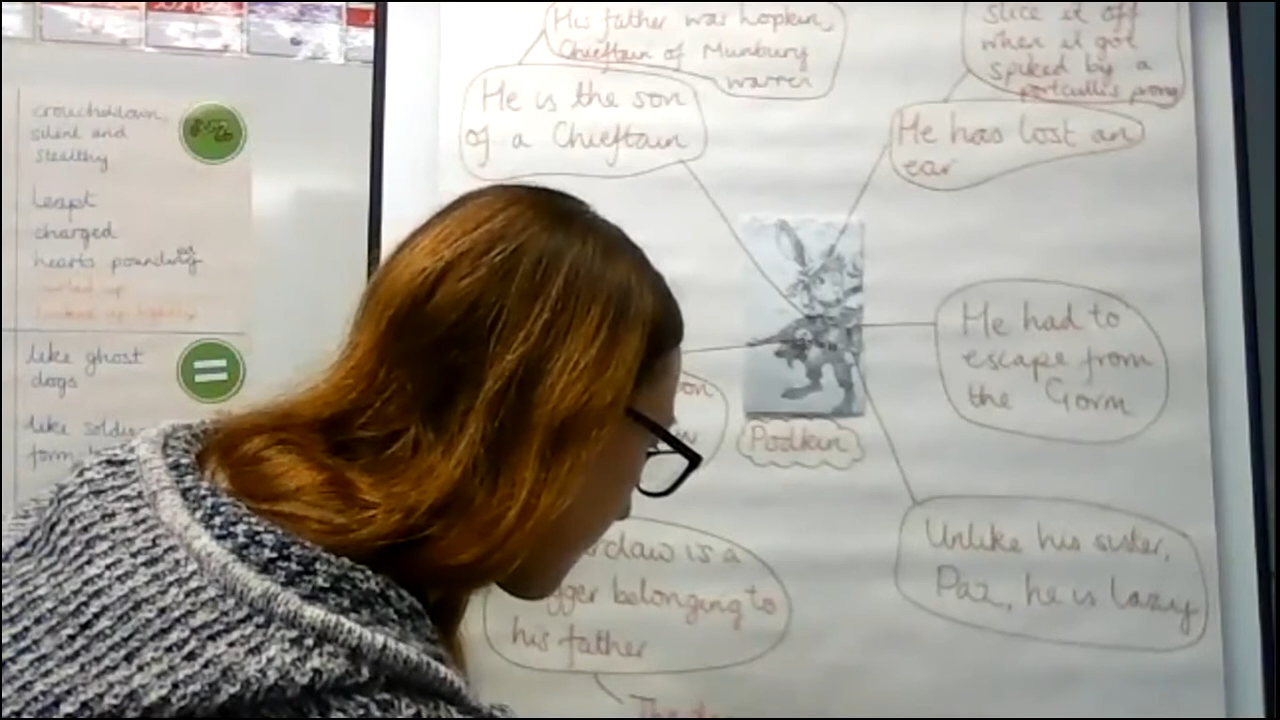 crouched down,
silent and
stealthy
leapt
charged
hearts pounding
like ghost
dogs
like
form
His father was hopkin,
Chieftain of Munbury
warren
He is the son
of a Chieftain
slice it off
when it got
spiked by a
portcullis prong
He has lost an
ear
He had to
escape from
the Gorm
Podkin
Unlike his sister,
Paz, he is lazy
is a
belonging to
his father